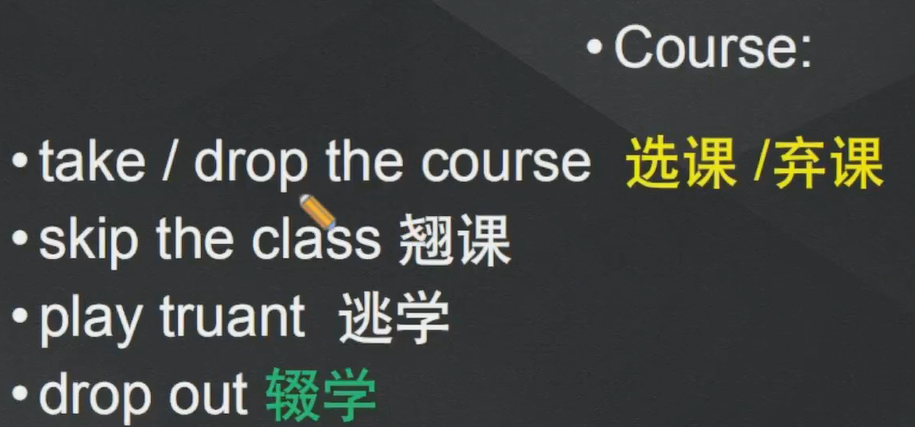 •Course:
•take / drop the course 选课 /弃课
•skip the class 翘课
•play truant 逃学
•drop out 辍学